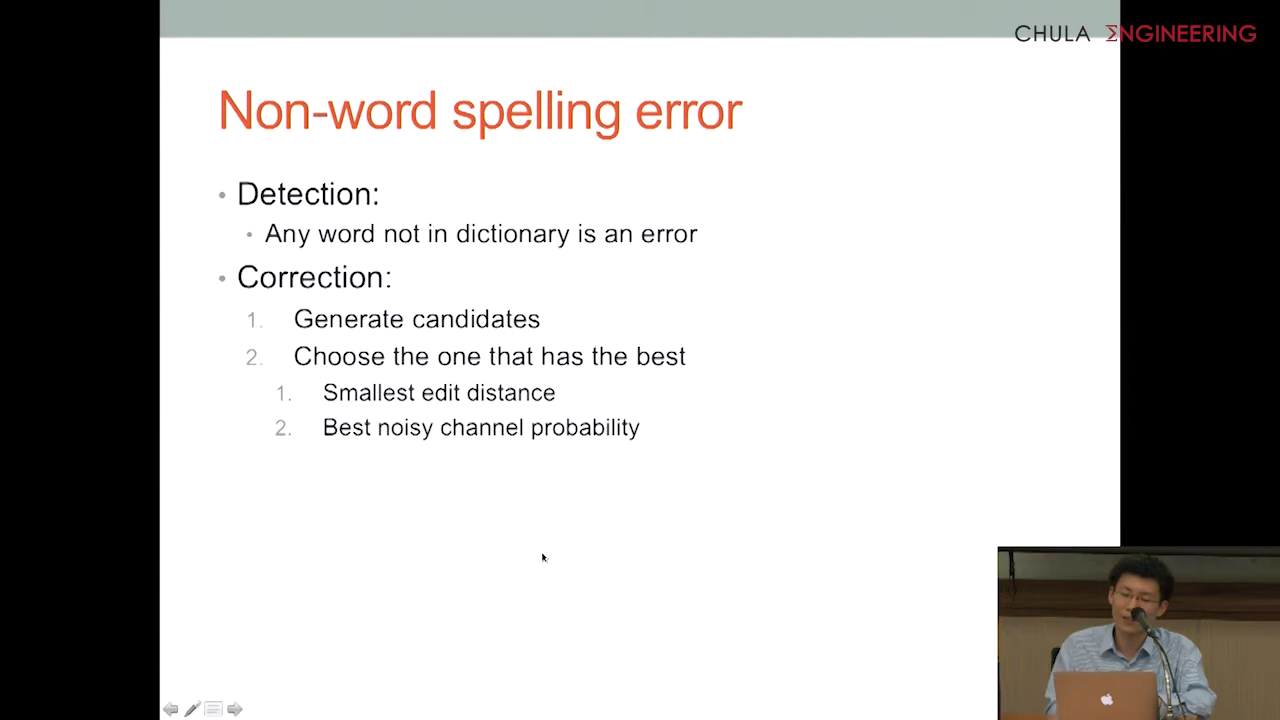 CHULA ΣNGINEERING
Non-word spelling error
• Detection:
• Any word not in dictionary is an error
• Correction:
1. Generate candidates
2. Choose the one that has the best
1. Smallest edit distance
2. Best noisy channel probability